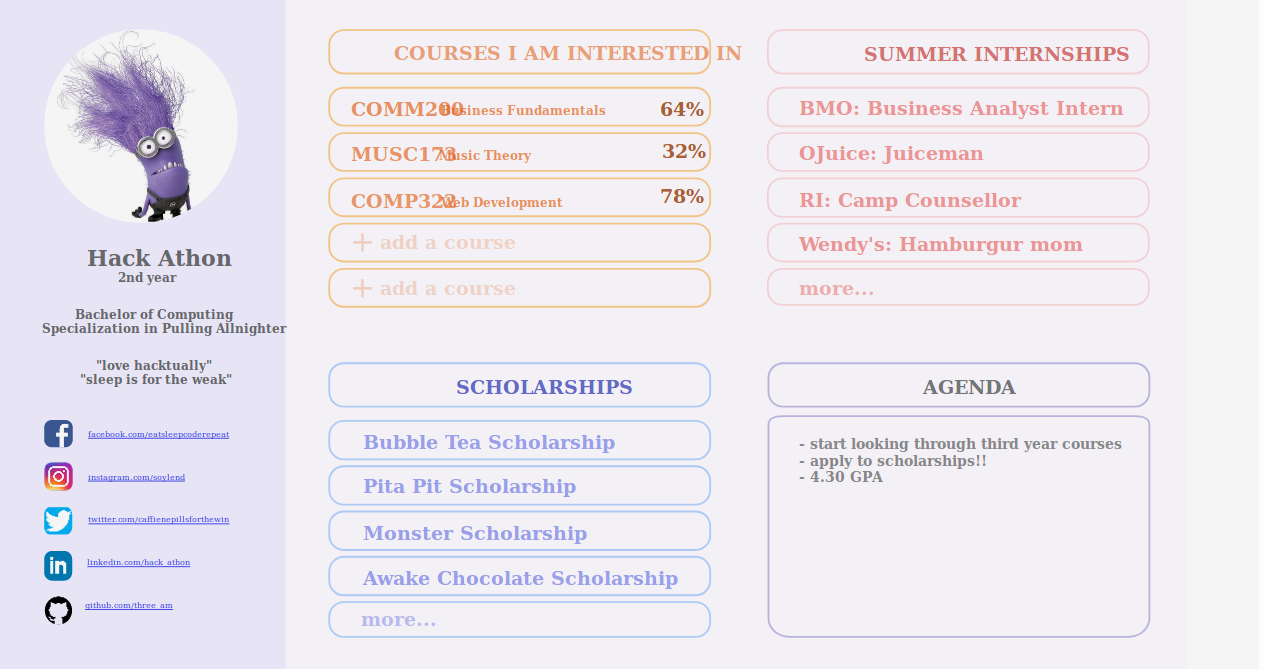 Hack Athon
2nd year
Bachelor of Computing
Specialization in Pulling Allnighter
"love hacktually"
"sleep is for the weak"
facebook.com/eatsleepcoderepeat
instagram.com/soylend
twitter.com/caffienepillsforthewin
linkedin.com/hack_athon
github.com/three_am
COURSES I AM INTERESTED IN
COMM200 Business Fundamentals 64%
MUSC173 Music Theory 32%
COMP322 Web Development 78%
+ add a course
+ add a course
SUMMER INTERNSHIPS
BMO: Business Analyst Intern
OJuice: Juiceman
RI: Camp Counsellor
Wendy's: Hamburgur mom
more...
SCHOLARSHIPS
Bubble Tea Scholarship
Pita Pit Scholarship
Monster Scholarship
Awake Chocolate Scholarship
more...
AGENDA
- start looking through third year courses
- apply to scholarships!!
- 4.30 GPA